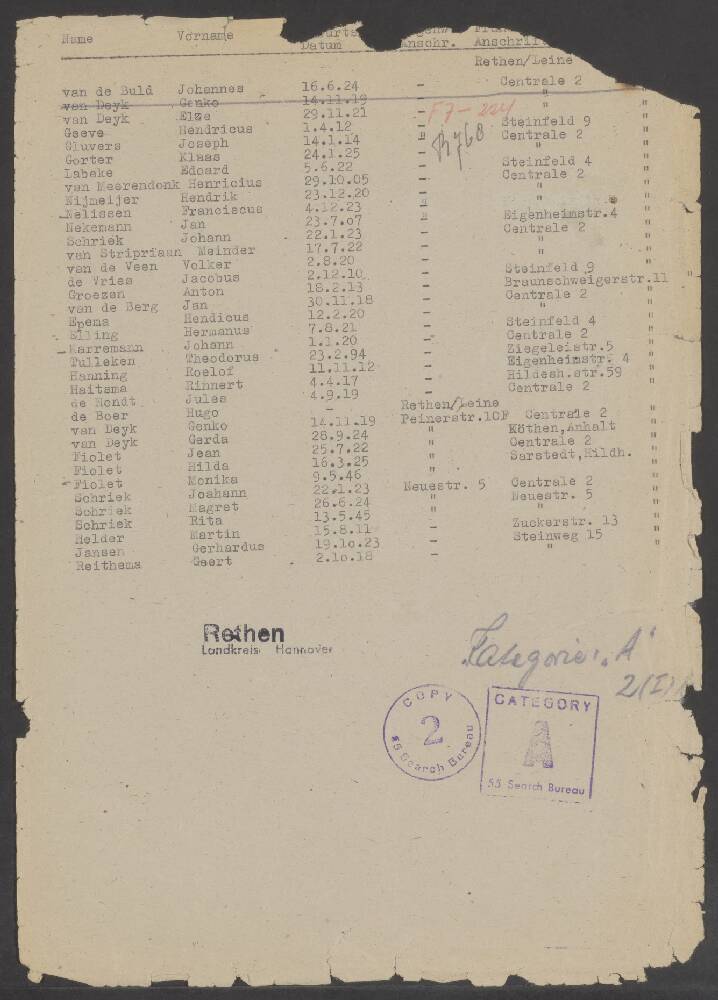 Name Vorname Datum Anschr. Anschrift
Rethen/Leine
van de Buld Johannes 16.6.24 - Centrale 2
van Deyk Genko 14.11.19 - " "
van Deyk Elze 29.11.21 - F7-224 "
Geeve Hendricus 1.4.12 - Steinfeld 9 "
Gluvers Joseph 14.1.14 - Centrale 2 "
Gorter Klaas 24.1.25 - " "
Labeke Edoard 5.6.22 - Steinfeld 4 "
van Meerendonk Henricius 29.10.05 - Centrale 2 "
Nijmeijer Hendrik 23.12.20 - " "
Nelissen Franciscus 4.12.23 - " "
Nekemann Jan 23.7.07 - Eigenheimstr.4 "
Schriek Johann 22.1.23 - Centrale 2 "
van Stripriaan Meinder 17.7.22 - " "
van de Veen Volker 2.8.20 - " "
de Vries Jacobus 2.12.10 - Steinfeld 9 "
Groezen Anton 18.2.13 - Braunschweigerstr.11 "
van de Berg Jan 30.11.18 - Centrale 2 "
Epema Hendicus 12.2.20 - " "
Elling Hermanus 7.8.21 - Steinfeld 4 "
Harremann Johann 1.1.20 - Centrale 2 "
Tulleken Theodorus 23.2.94 - Ziegeleistr.5 "
Hanning Roelof 11.11.12 - Eigenheimstr. 4 "
Haitsma Rinnert 4.4.17 - Hildesh.str.59 "
de Hondt Jules 4.9.19 - Centrale 2 "
de Boer Hugo - Rethen/Leine
van Deyk Genko 14.11.19 Peinerstr.10F Centrale 2 "
van Deyk Gerda 28.9.24 " Köthen,Anhalt "
Fiolet Jean 25.7.22 " Centrale 2 "
Fiolet Hilda 16.3.25 " Sarstedt,Hildh. "
Fiolet Monika 9.5.46 "
Schriek Joahann 22.1.23 Neuestr. 5 Centrale 2 "
Schriek Magret 26.6.24 " Neuestr. 5 "
Schriek Rita 13.5.45 " " "
Helder Martin 15.8.11 - Zuckerstr. 13 "
Jansen Gerhardus 19.10.23 - Steinweg 15 "
Reithema Geert 2.10.18 - " "
Rethen
Landkreis Hannover
Kategorie: "A"
COPY
2
55 Search Bureau
CATEGORY
A
55 Search Bureau